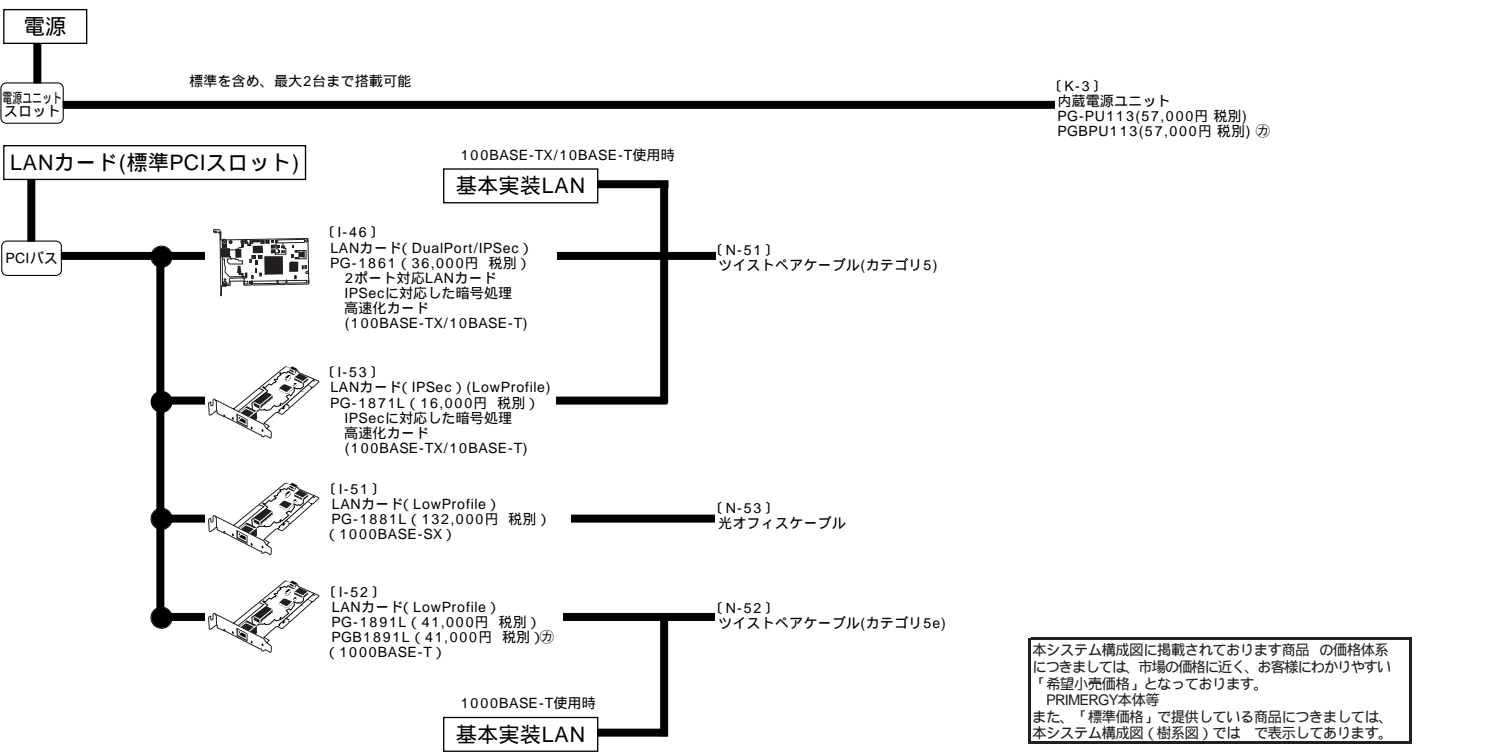 電源
電源ユニット
スロット
標準を含め、最大2台まで搭載可能
〔K-3〕
内蔵電源ユニット
PG-PU113(57,000円 税別)
PGBPU113(57,000円 税別) ㋕
LANカード(標準PCIスロット)
PCIバス
100BASE-TX/10BASE-T使用時
基本実装LAN
〔I-46〕
LANカード(DualPort/IPSec)
PG-1861(36,000円 税別)
2ポート対応LANカード
IPSecに対応した暗号処理
高速化カード
(100BASE-TX/10BASE-T)
〔N-51〕
ツイストペアケーブル(カテゴリ5)
〔I-53〕
LANカード(IPSec)(LowProfile)
PG-1871L(16,000円 税別)
IPSecに対応した暗号処理
高速化カード
(100BASE-TX/10BASE-T)
〔I-51〕
LANカード(LowProfile)
PG-1881L(132,000円 税別)
(1000BASE-SX)
〔N-53〕
光オフィスケーブル
〔I-52〕
LANカード(LowProfile)
PG-1891L(41,000円 税別)
PGB1891L(41,000円 税別)㋕
(1000BASE-T)
〔N-52〕
ツイストペアケーブル(カテゴリ5e)
1000BASE-T使用時
基本実装LAN
本システム構成図に掲載されております商品 の価格体系
につきましては、市場の価格に近く、お客様にわかりやすい
「希望小売価格」となっております。
PRIMERGY本体等
また、「標準価格」で提供している商品につきましては、
本システム構成図(樹系図)では で表示してあります。